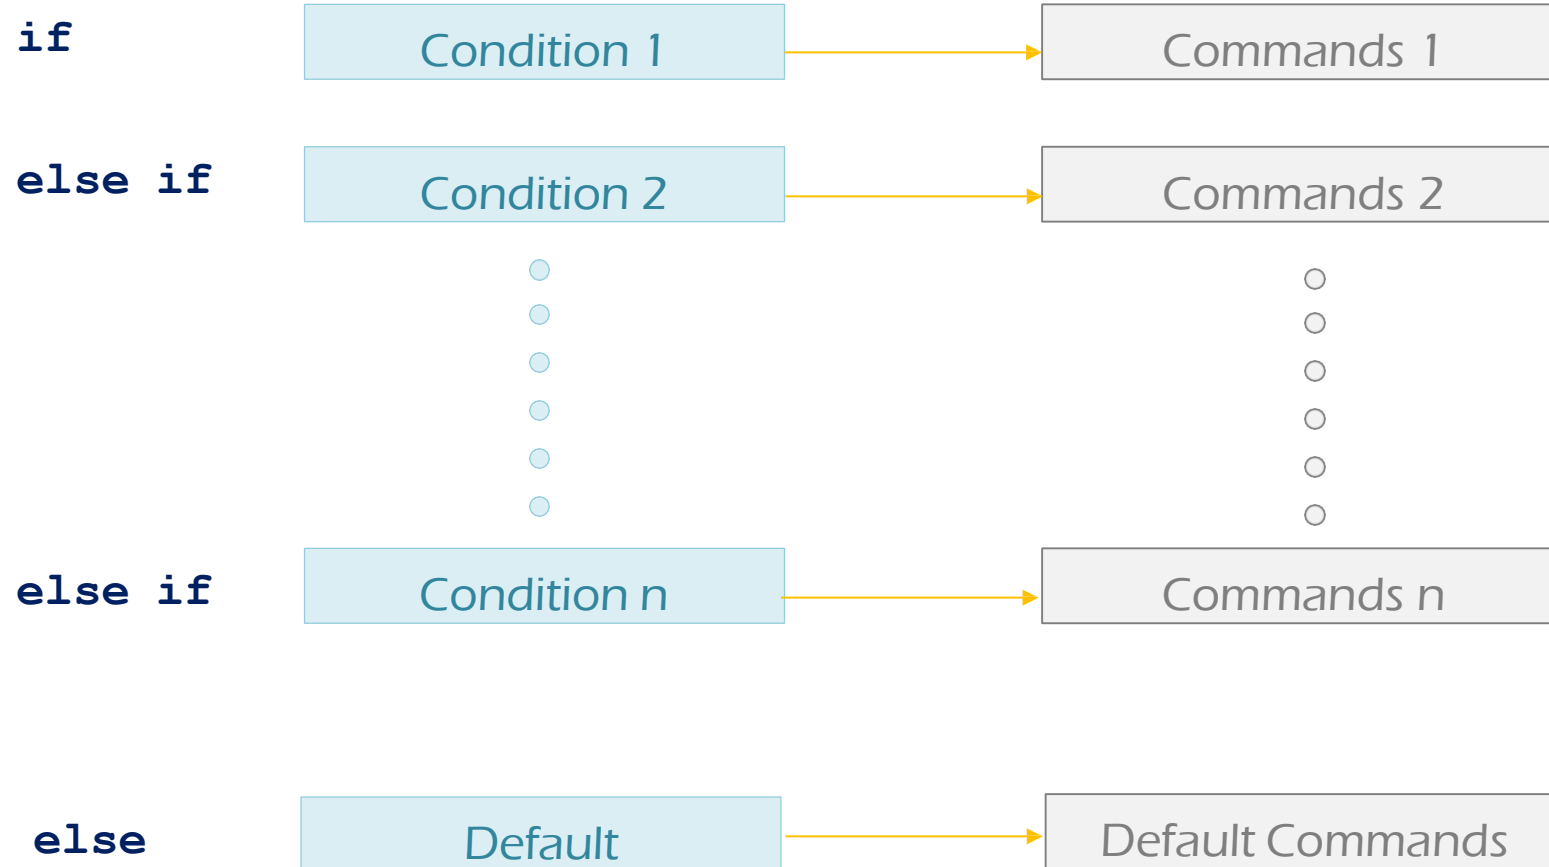 if Condition 1 Commands 1
else if Condition 2 Commands 2
else if Condition n Commands n
else Default Default Commands